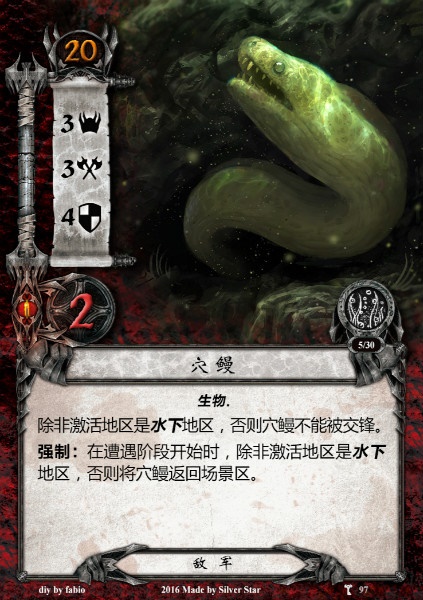 20
3
3
4
2
5/30
穴鳗
生物.
除非激活地区是水下地区，否则穴鳗不能被交锋。
强制：在遭遇阶段开始时，除非激活地区是水下
地区，否则将穴鳗返回场景区。
敌军
diy by fabio 2016 Made by Silver Star 97